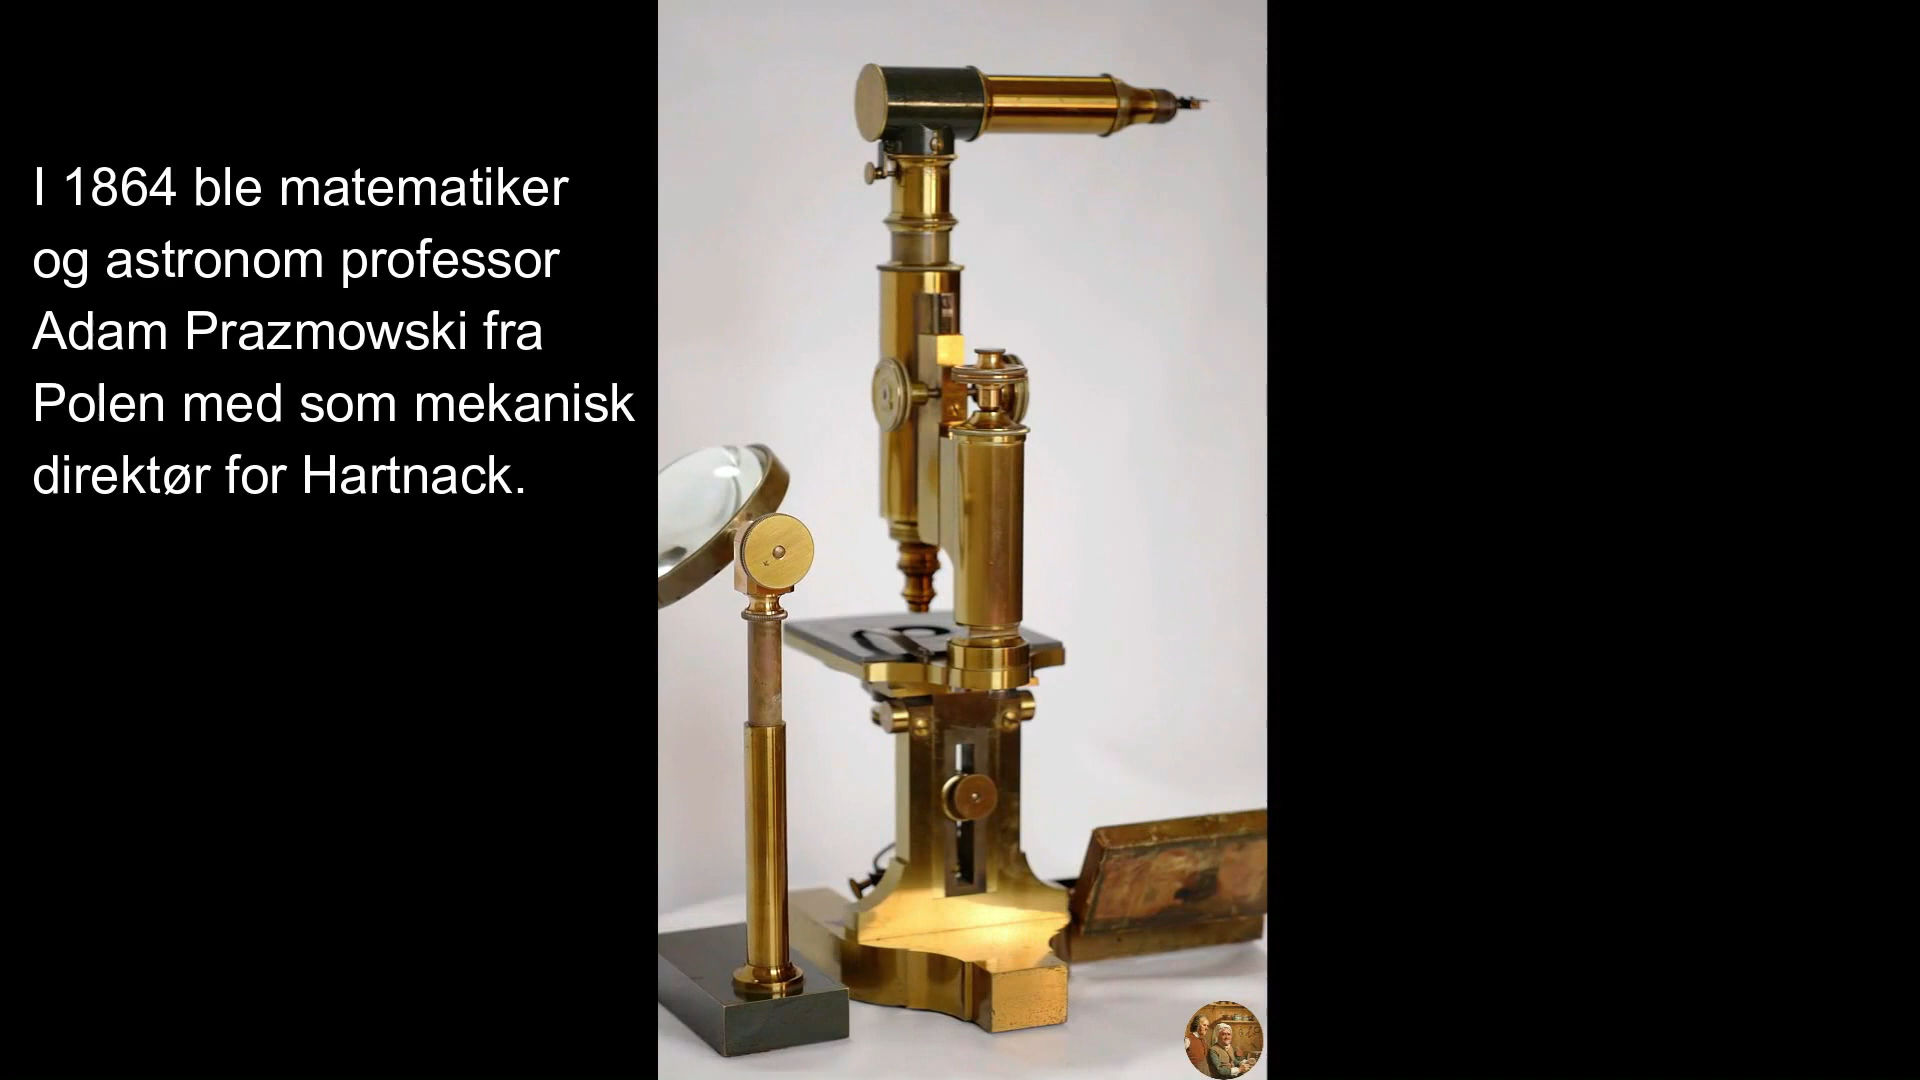 I 1864 ble matematiker
og astronom professor
Adam Prazmowski fra
Polen med som mekanisk
direktør for Hartnack.